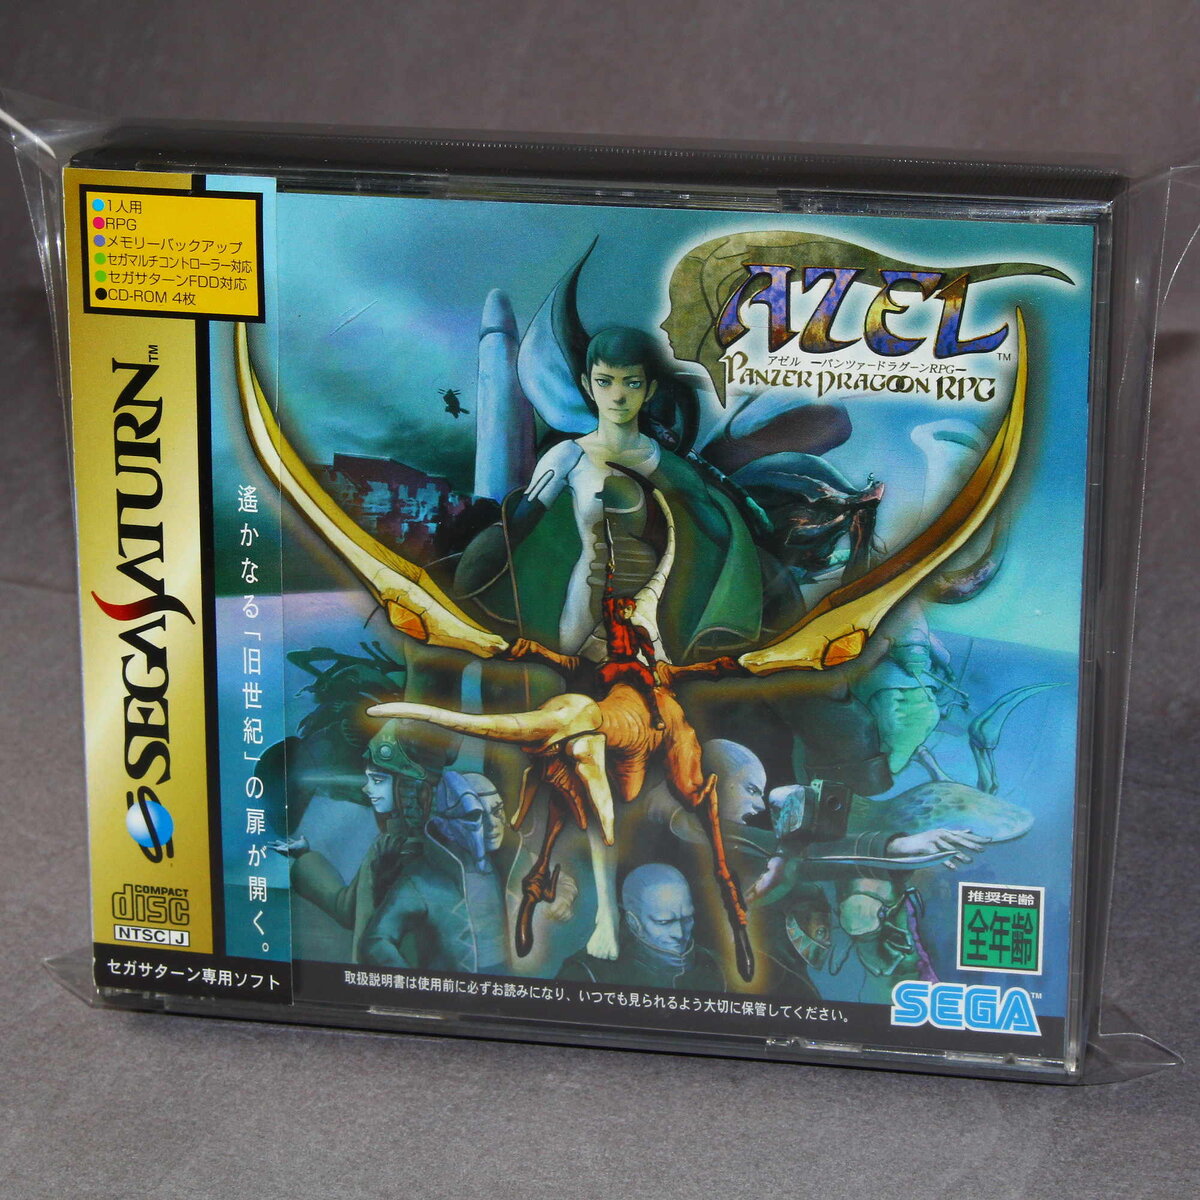 1人用
RPG
メモリーバックアップ
セガマルチコントローラー対応
セガサターンFDD対応
CD-ROM 4枚
SEGA SATURN™
COMPACT
disc
NTSC J
セガサターン専用ソフト
遙かなる「旧世紀」の扉が開く。
AZEL™
アゼル ーパンツァードラグーンRPGー
PANZER DRAGOON RPG
推奨年齢
全年齢
SEGA™
取扱説明書は使用前に必ずお読みになり、いつでも見られるよう大切に保管してください。